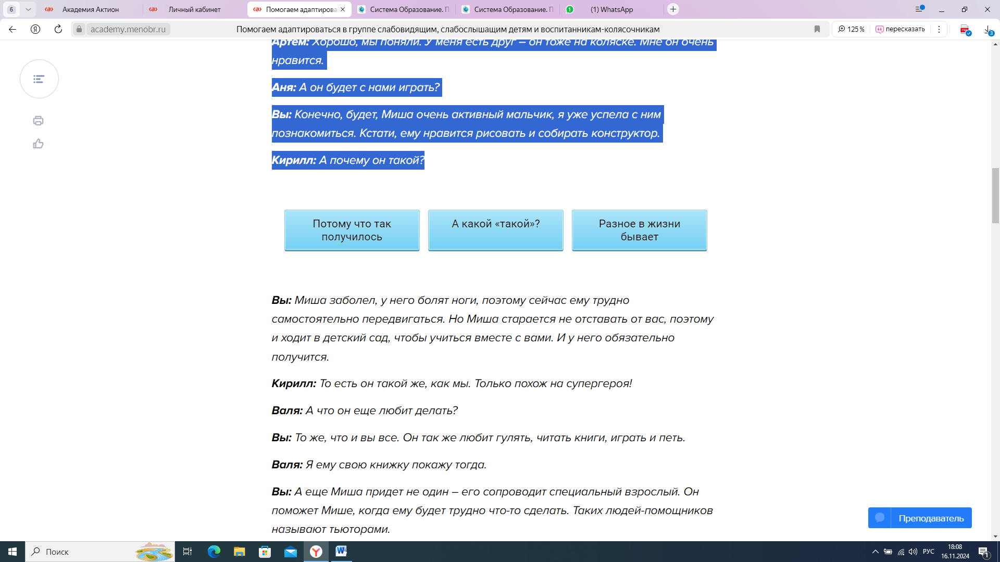 6
Академия Актион
Личный кабинет
Помогаем адаптирова
Система Образование. П
Система Образование. П
1
(1) WhatsApp
academy.menobr.ru
Помогаем адаптироваться в группе слабовидящим, слабослышащим детям и воспитанникам-колясочникам
125 %
пересказать
3
Артем: Хорошо, мы поняли. У меня есть друг – он тоже на коляске. Мне он очень
нравится.
Аня: А он будет с нами играть?
Вы: Конечно, будет, Миша очень активный мальчик, я уже успела с ним
познакомиться. Кстати, ему нравится рисовать и собирать конструктор.
Кирилл: А почему он такой?
Потому что так
получилось
А какой «такой»?
Разное в жизни
бывает
Вы: Миша заболел, у него болят ноги, поэтому сейчас ему трудно
самостоятельно передвигаться. Но Миша старается не отставать от вас, поэтому
и ходит в детский сад, чтобы учиться вместе с вами. И у него обязательно
получится.
Кирилл: То есть он такой же, как мы. Только похож на супергероя!
Валя: А что он еще любит делать?
Вы: То же, что и вы все. Он так же любит гулять, читать книги, играть и петь.
Валя: Я ему свою книжку покажу тогда.
Вы: А еще Миша придет не один – его сопроводит специальный взрослый. Он
поможет Мише, когда ему будет трудно что-то сделать. Таких людей-помощников
называют тьюторами.
Преподаватель
Поиск
РУС
18:08
16.11.2024
1